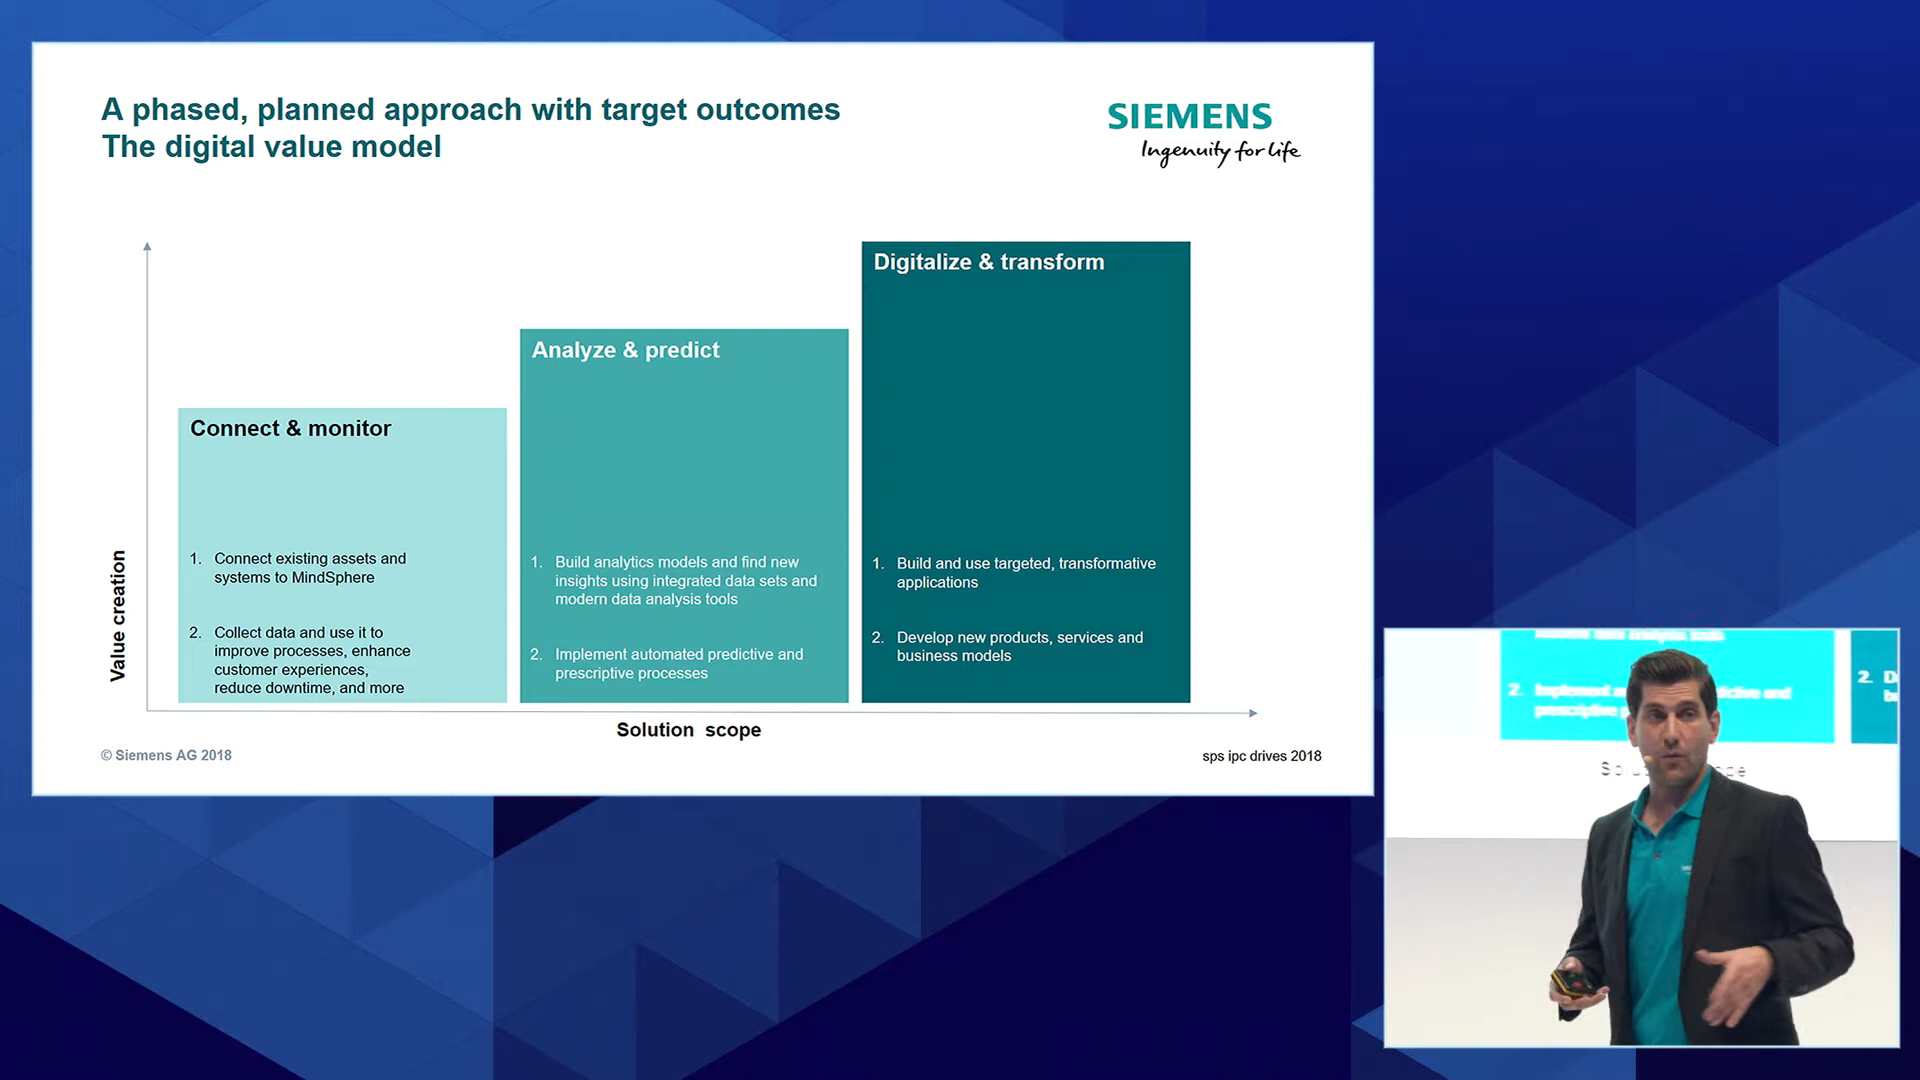 A phased, planned approach with target outcomes
The digital value model
SIEMENS
Ingenuity for life
Digitalize & transform
Analyze & predict
Connect & monitor
1. Connect existing assets and
systems to MindSphere
2. Collect data and use it to
improve processes, enhance
customer experiences,
reduce downtime, and more
1. Build analytics models and find new
insights using integrated data sets and
modern data analysis tools
2. Implement automated predictive and
prescriptive processes
1. Build and use targeted, transformative
applications
2. Develop new products, services and
business models
Value creation
Solution scope
© Siemens AG 2018
sps ipc drives 2018
2. Implement
and
2.